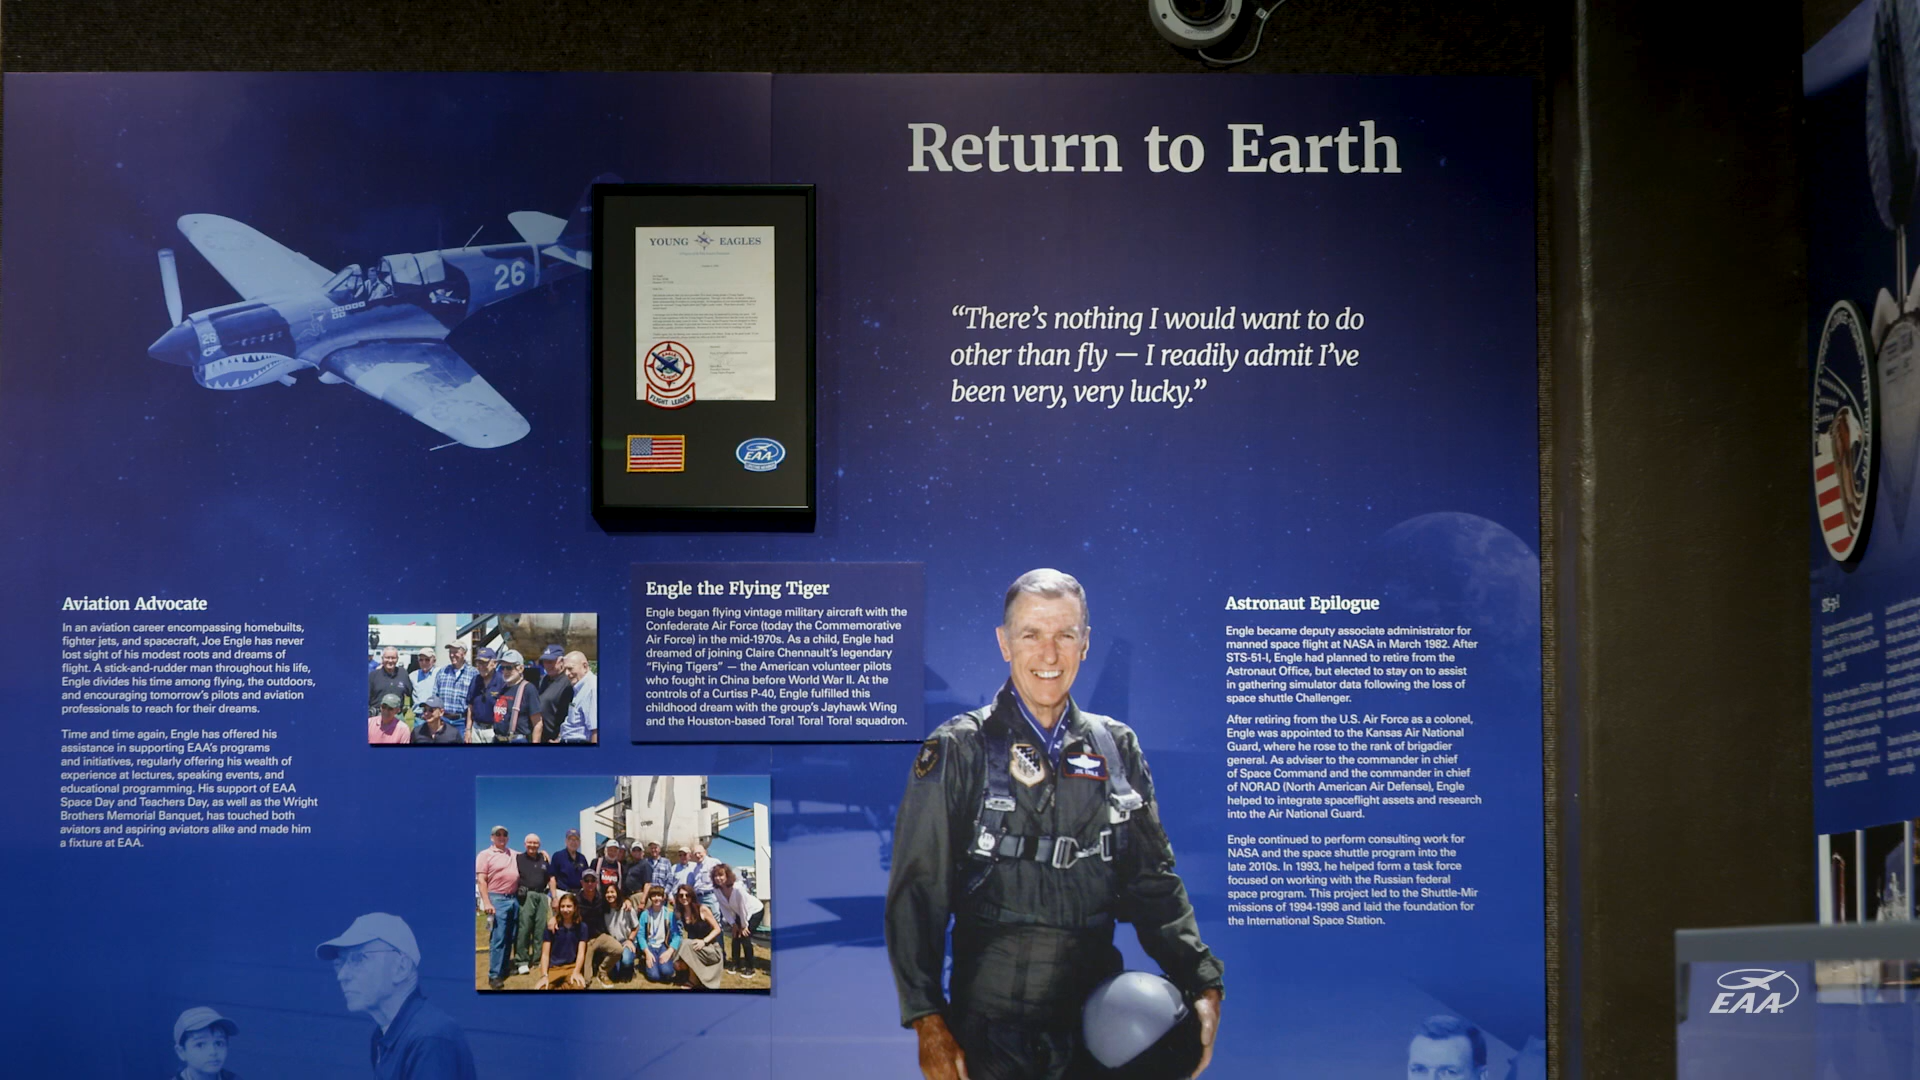 Return to Earth
26
25
YOUNG EAGLES
FLIGHT LEADER
EAA
“There’s nothing I would want to do
other than fly — I readily admit I’ve
been very, very lucky.”
Aviation Advocate
In an aviation career encompassing homebuilts,
fighter jets, and spacecraft, Joe Engle has never
lost sight of his modest roots and dreams of
flight. A stick-and-rudder man throughout his life,
Engle divides his time among flying, the outdoors,
and encouraging tomorrow’s pilots and aviation
professionals to reach for their dreams.
Time and time again, Engle has offered his
assistance in supporting EAA’s programs
and initiatives, regularly offering his wealth of
experience at lectures, speaking events, and
educational programming. His support of EAA
Space Day and Teachers Day, as well as the Wright
Brothers Memorial Banquet, has touched both
aviators and aspiring aviators alike and made him
a fixture at EAA.
Engle the Flying Tiger
Engle began flying vintage military aircraft with the
Confederate Air Force (today the Commemorative
Air Force) in the mid-1970s. As a child, Engle had
dreamed of joining Claire Chennault’s legendary
“Flying Tigers” — the American volunteer pilots
who fought in China before World War II. At the
controls of a Curtiss P-40, Engle fulfilled this
childhood dream with the group’s Jayhawk Wing
and the Houston-based Tora! Tora! Tora! squadron.
Astronaut Epilogue
Engle became deputy associate administrator for
manned space flight at NASA in March 1982. After
STS-51-I, Engle had planned to retire from the
Astronaut Office, but elected to stay on to assist
in gathering simulator data following the loss of
space shuttle Challenger.
After retiring from the U.S. Air Force as a colonel,
Engle was appointed to the Kansas Air National
Guard, where he rose to the rank of brigadier
general. As adviser to the commander in chief
of Space Command and the commander in chief
of NORAD (North American Air Defense), Engle
helped to integrate spaceflight assets and research
into the Air National Guard.
Engle continued to perform consulting work for
NASA and the space shuttle program into the
late 2010s. In 1993, he helped form a task force
focused on working with the Russian federal
space program. This project led to the Shuttle-Mir
missions of 1994-1998 and laid the foundation for
the International Space Station.
EAA